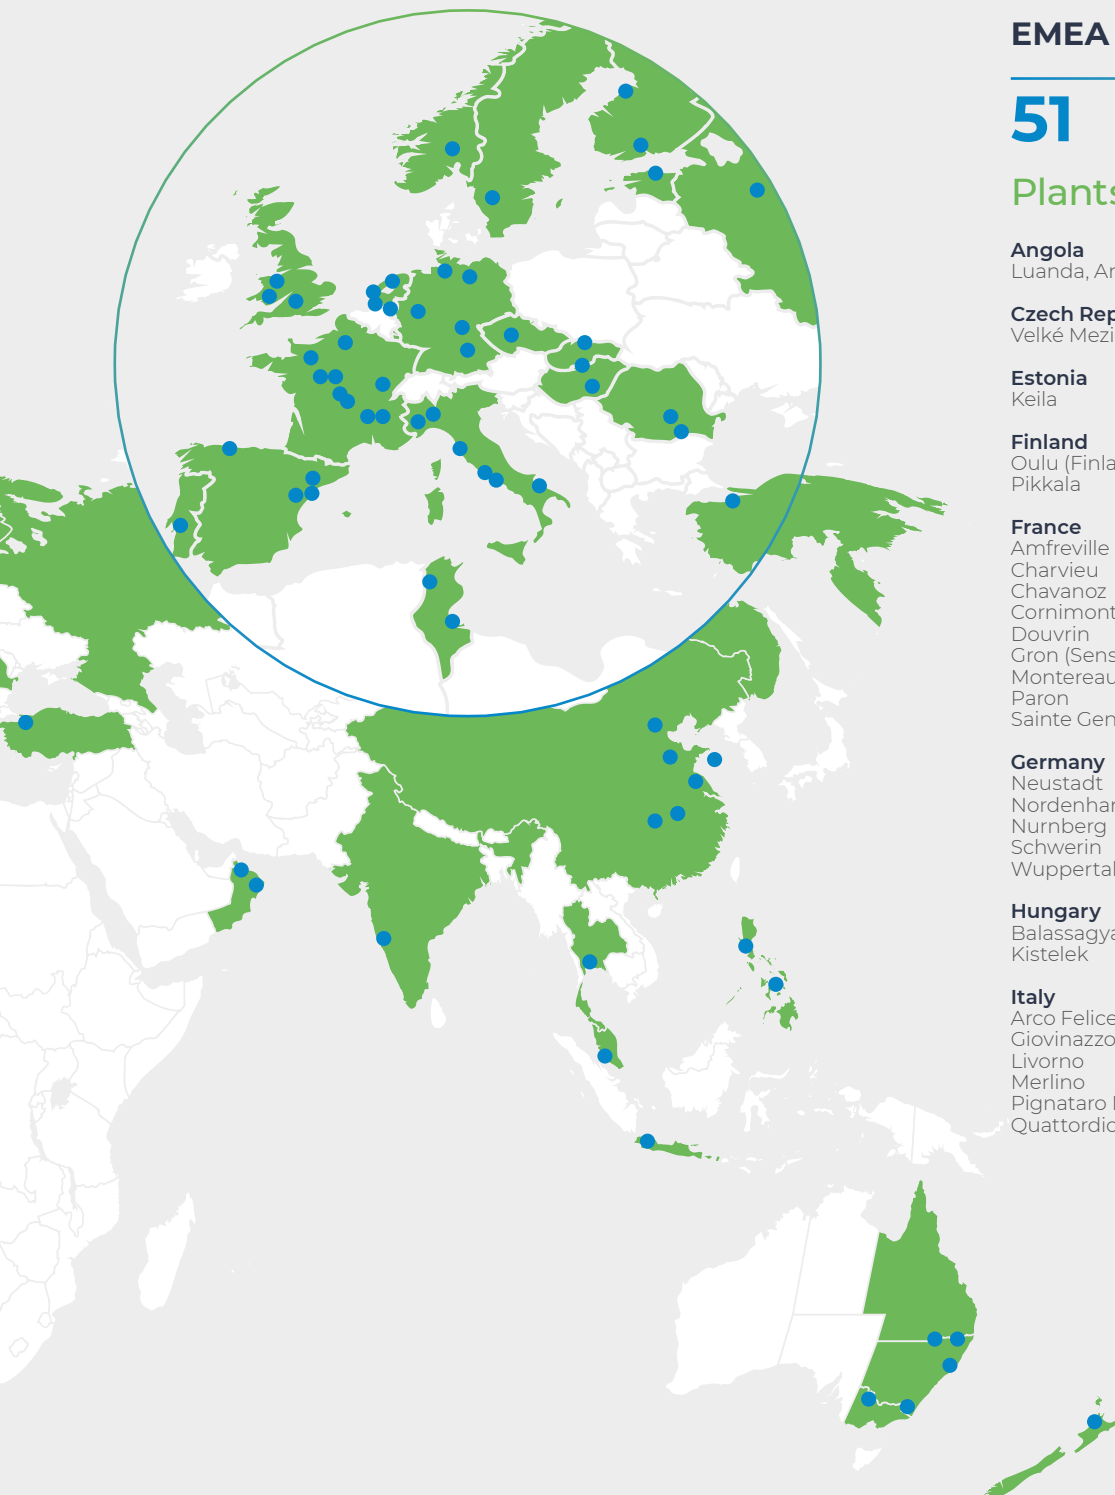 EMEA
51
Plants
Angola
Luanda, An
Czech Rep
Velké Mezi
Estonia
Keila
Finland
Oulu (Finla
Pikkala
France
Amfreville
Charvieu
Chavanoz
Cornimont
Douvrin
Gron (Sens
Montereau
Paron
Sainte Gen
Germany
Neustadt
Nordenhar
Nurnberg
Schwerin
Wuppertal
Hungary
Balassagya
Kistelek
Italy
Arco Felice
Giovinazzo
Livorno
Merlino
Pignataro
Quattordio